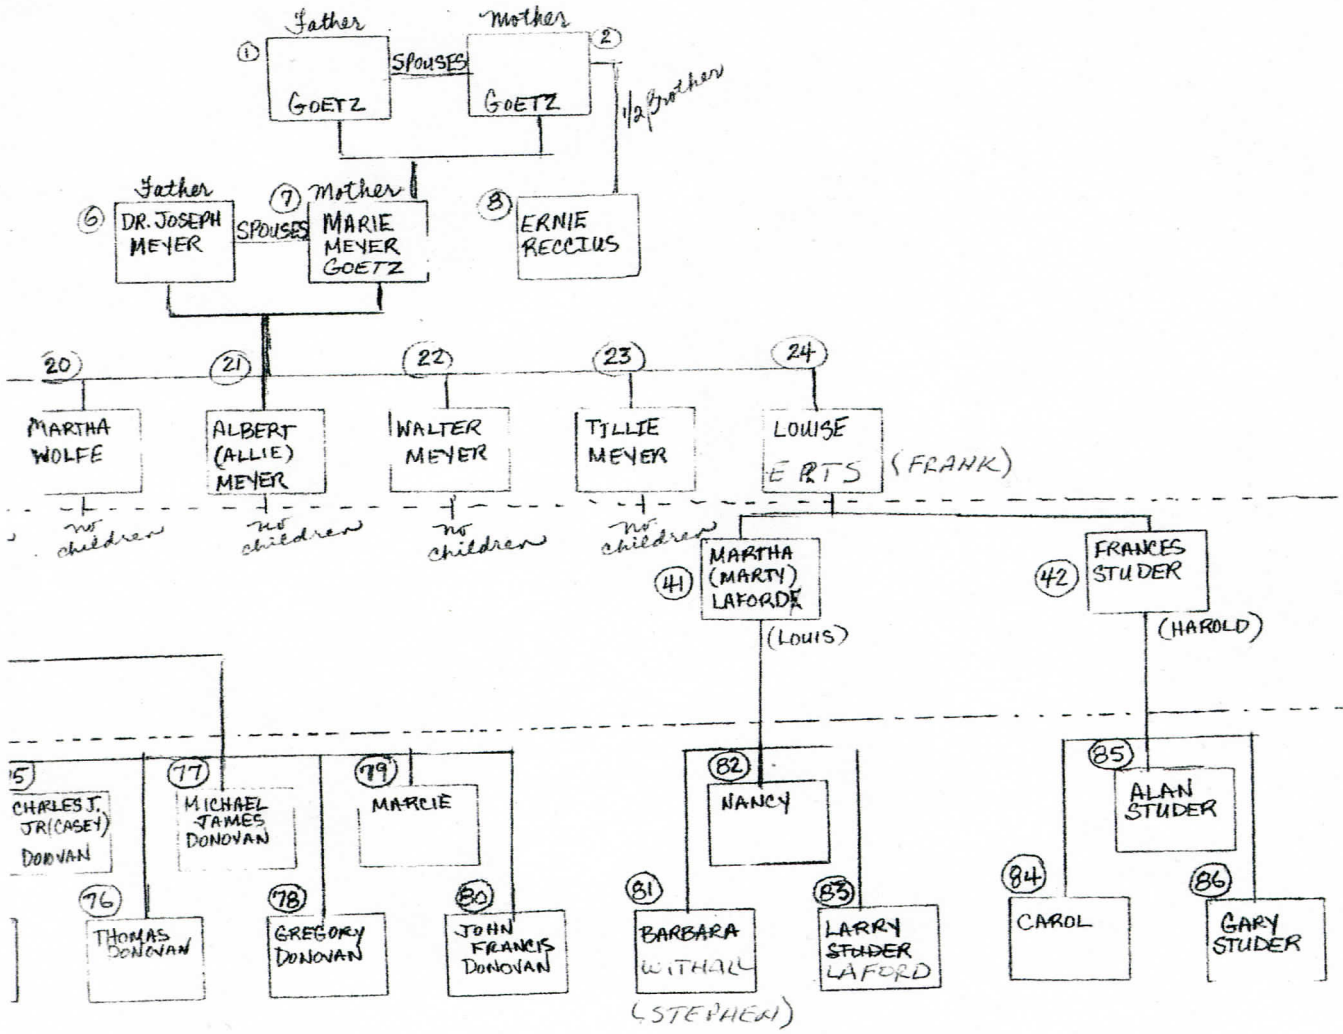 Father
Mother
1
2
SPOUSES
GOETZ
GOETZ
1/2 Brother
Father
Mother
6
DR. JOSEPH
MEYER
SPOUSES
7
MARIE
MEYER
GOETZ
8
ERNIE
RECCIUS
20
21
22
23
24
MARTHA
WOLFE
ALBERT
(ALLIE)
MEYER
WALTER
MEYER
TILLIE
MEYER
LOUISE
ERTS
(FRANK)
no
children
no
children
no
children
no
children
41
MARTHA
(MARTY)
LAFORD
(LOUIS)
42
FRANCES
STUDER
(HAROLD)
5
CHARLES J.
JR (CASEY)
DONOVAN
77
MICHAEL
JAMES
DONOVAN
79
MARCIE
82
NANCY
85
ALAN
STUDER
76
THOMAS
DONOVAN
78
GREGORY
DONOVAN
80
JOHN
FRANCIS
DONOVAN
81
BARBARA
WITHALL
(STEPHEN)
83
LARRY
STUDER
LAFORD
84
CAROL
86
GARY
STUDER